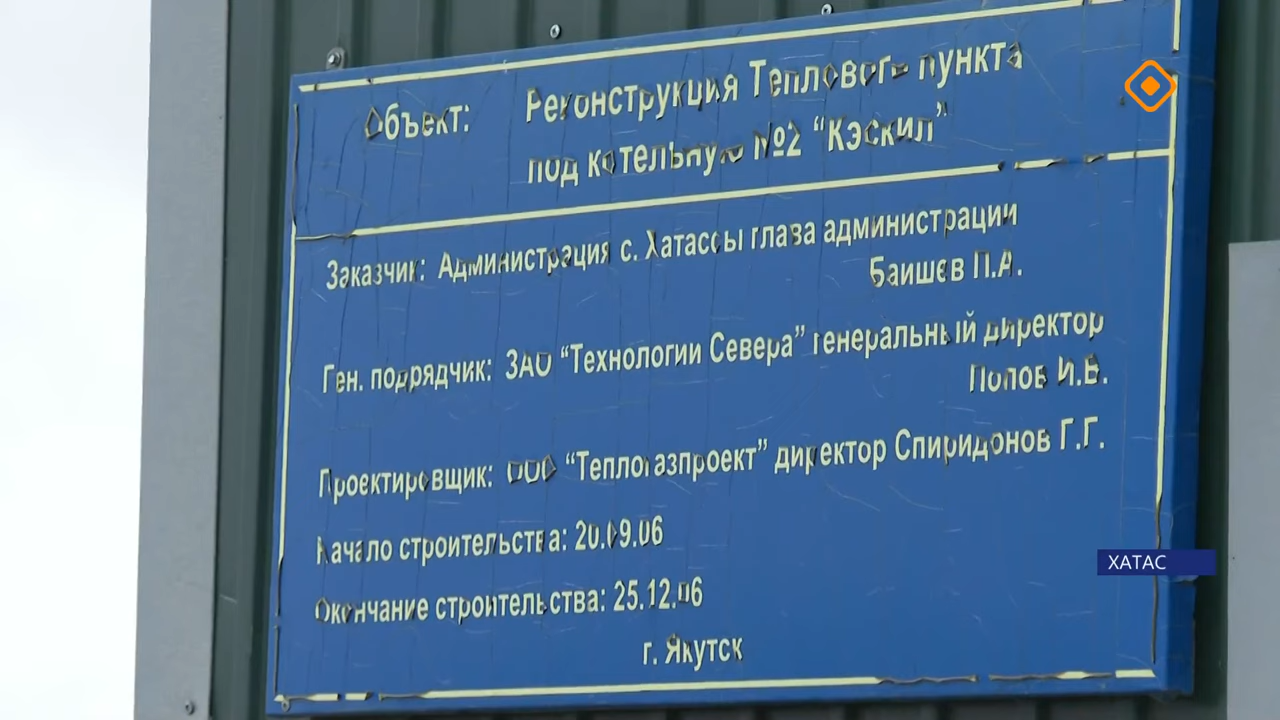 Объект: Реконструкция Теплового пункта
под котельную №2 “Кэскил”
Заказчик: Администрация с. Хатассы глава администрации
Баишев П.А.
Ген. подрядчик: ЗАО “Технологии Севера” генеральный директор
Попов И.В.
Проектировщик: ООО “Теплогазпроект” директор Спиридонов Г.Г.
Начало строительства: 20.09.06
Окончание строительства: 25.12.06
г. Якутск
ХАТАС